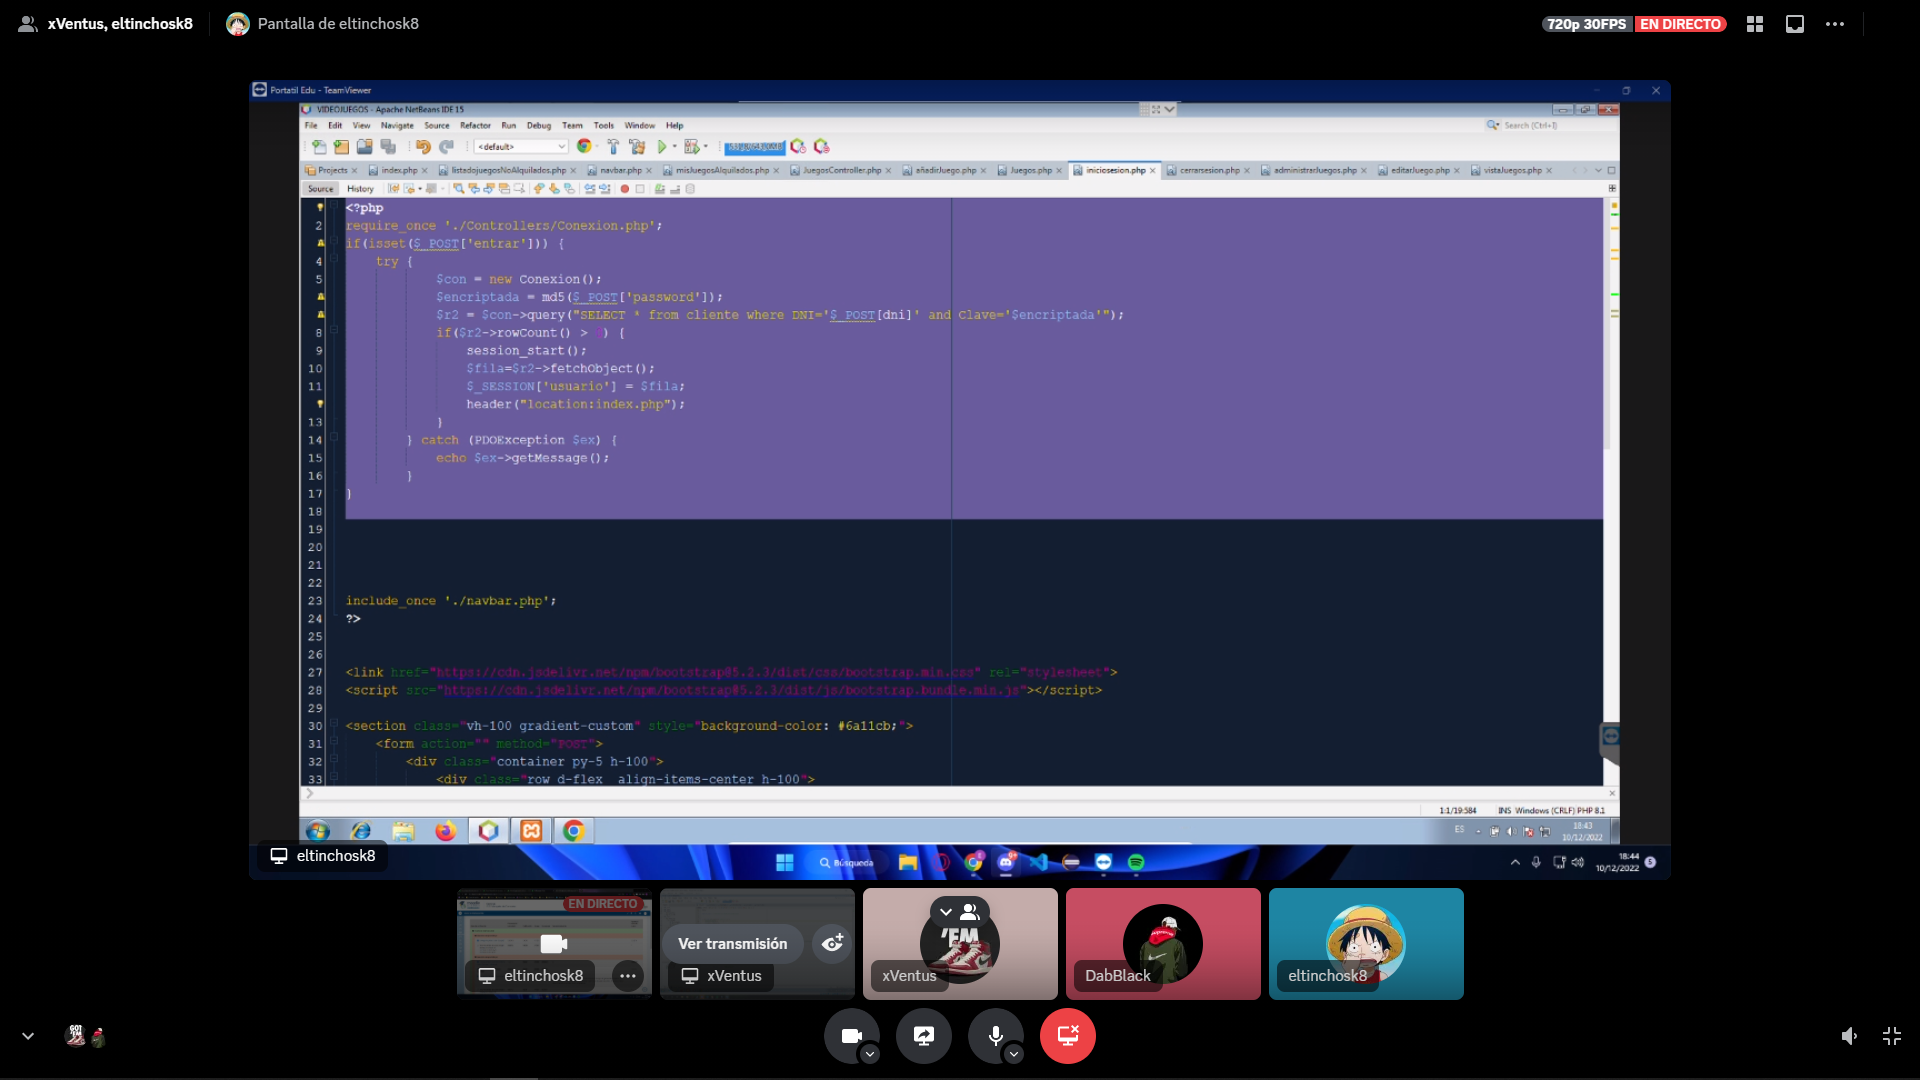 xVentus, eltinchosk8
Pantalla de eltinchosk8
720p 30FPS EN DIRECTO
Portatil Edu - TeamViewer
VIDEOJUEGOS - Apache NetBeans IDE 15
File Edit View Navigate Source Refactor Run Debug Team Tools Window Help
Search (Ctrl+I)
<default>
Projects index.php listadojuegosNoAlquilados.php navbar.php misJuegosAlquilados.php JuegosController.php añadirJuego.php Juegos.php iniciosesion.php cerrarsesion.php administrarJuegos.php editarJuego.php vistaJuegos.php
Source History
<?php
2 require_once './Controllers/Conexion.php';
if(isset($_POST['entrar'])) {
4 try {
5 $con = new Conexion();
$encriptada = md5($_POST['password']);
$r2 = $con->query("SELECT * from cliente where DNI='$_POST[dni]' and Clave='$encriptada'");
8 if($r2->rowCount() > ) {
9 session_start();
10 $fila=$r2->fetchObject();
11 $_SESSION['usuario'] = $fila;
header("location:index.php");
13 }
14 } catch (PDOException $ex) {
15 echo $ex->getMessage();
16 }
17 }
18
19
20
21
22
23 include_once './navbar.php';
24 ?>
25
26
27 <link href="https://cdn.jsdelivr.net/npm/bootstrap@5.2.3/dist/css/bootstrap.min.css" rel="stylesheet">
28 <script src="https://cdn.jsdelivr.net/npm/bootstrap@5.2.3/dist/js/bootstrap.bundle.min.js"></script>
29
30 <section class="vh-100 gradient-custom" style="background-color: #6a11cb;">
31 <form action="" method="POST">
32 <div class="container py-5 h-100">
33 <div class="row d-flex align-items-center h-100">
1:1/19:584 INS Windows (CRLF) PHP 8.1
ES 18:43
10/12/2022
eltinchosk8
Búsqueda
18:44
10/12/2022
5
EN DIRECTO
eltinchosk8
Ver transmisión
xVentus
'EM
xVentus
DabBlack
eltinchosk8
GOT
'EM